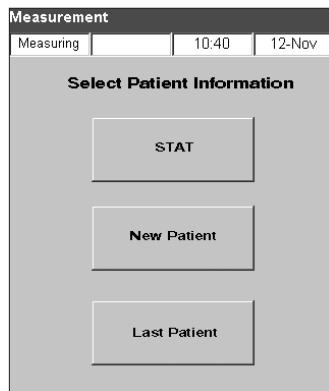 Measurement
Measuring 10:40 12-Nov
Select Patient Information
STAT
New Patient
Last Patient